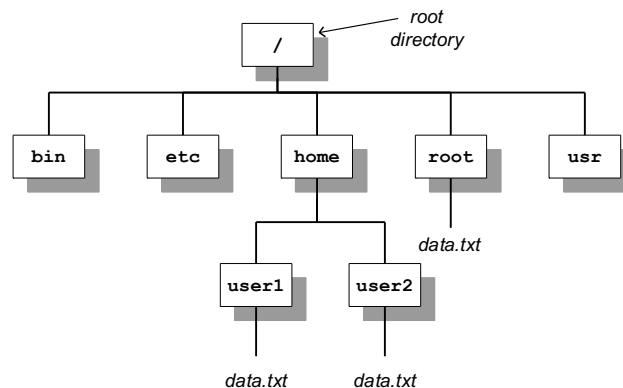 root
directory
/
bin
etc
home
root
usr
data.txt
user1
user2
data.txt
data.txt